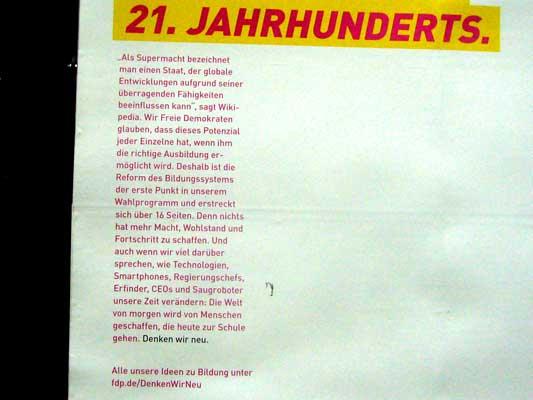 21. JAHRHUNDERTS.
„Als Supermacht bezeichnet
man einen Staat, der globale
Entwicklungen aufgrund seiner
überragenden Fähigkeiten
beeinflussen kann“, sagt Wiki-
pedia. Wir Freie Demokraten
glauben, dass dieses Potenzial
jeder Einzelne hat, wenn ihm
die richtige Ausbildung er-
möglicht wird. Deshalb ist die
Reform des Bildungssystems
der erste Punkt in unserem
Wahlprogramm und erstreckt
sich über 16 Seiten. Denn nichts
hat mehr Macht, Wohlstand und
Fortschritt zu schaffen. Und
auch wenn wir viel darüber
sprechen, wie Technologien,
Smartphones, Regierungschefs,
Erfinder, CEOs und Saugroboter
unsere Zeit verändern: Die Welt
von morgen wird von Menschen
geschaffen, die heute zur Schule
gehen. Denken wir neu.
Alle unsere Ideen zu Bildung unter
fdp.de/DenkenWirNeu